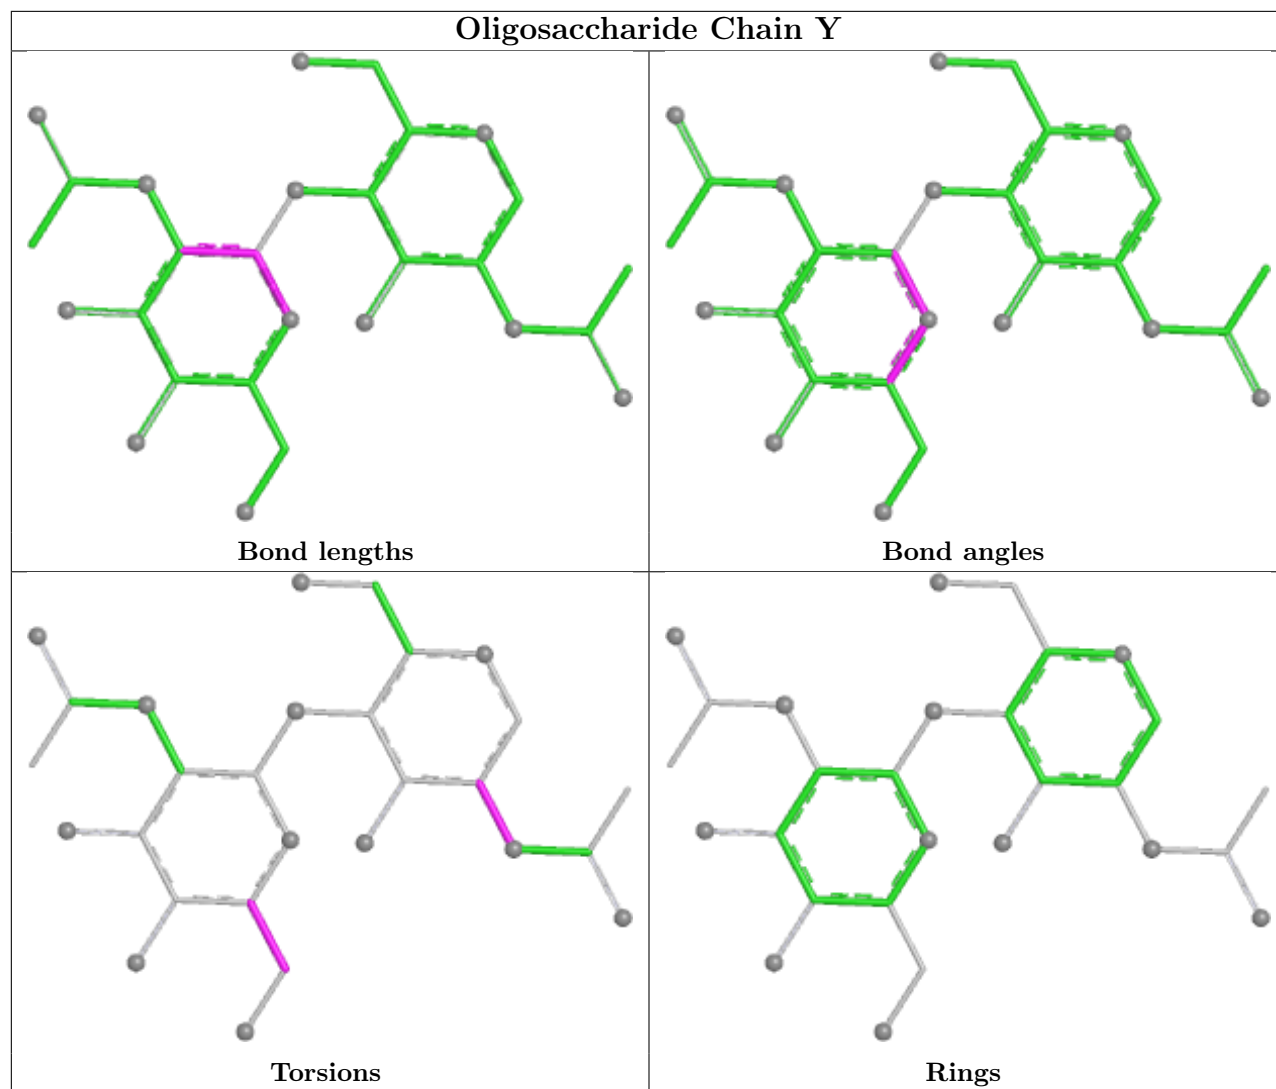 Oligosaccharide Chain Y
Bond lengths
Bond angles
Torsions
Rings